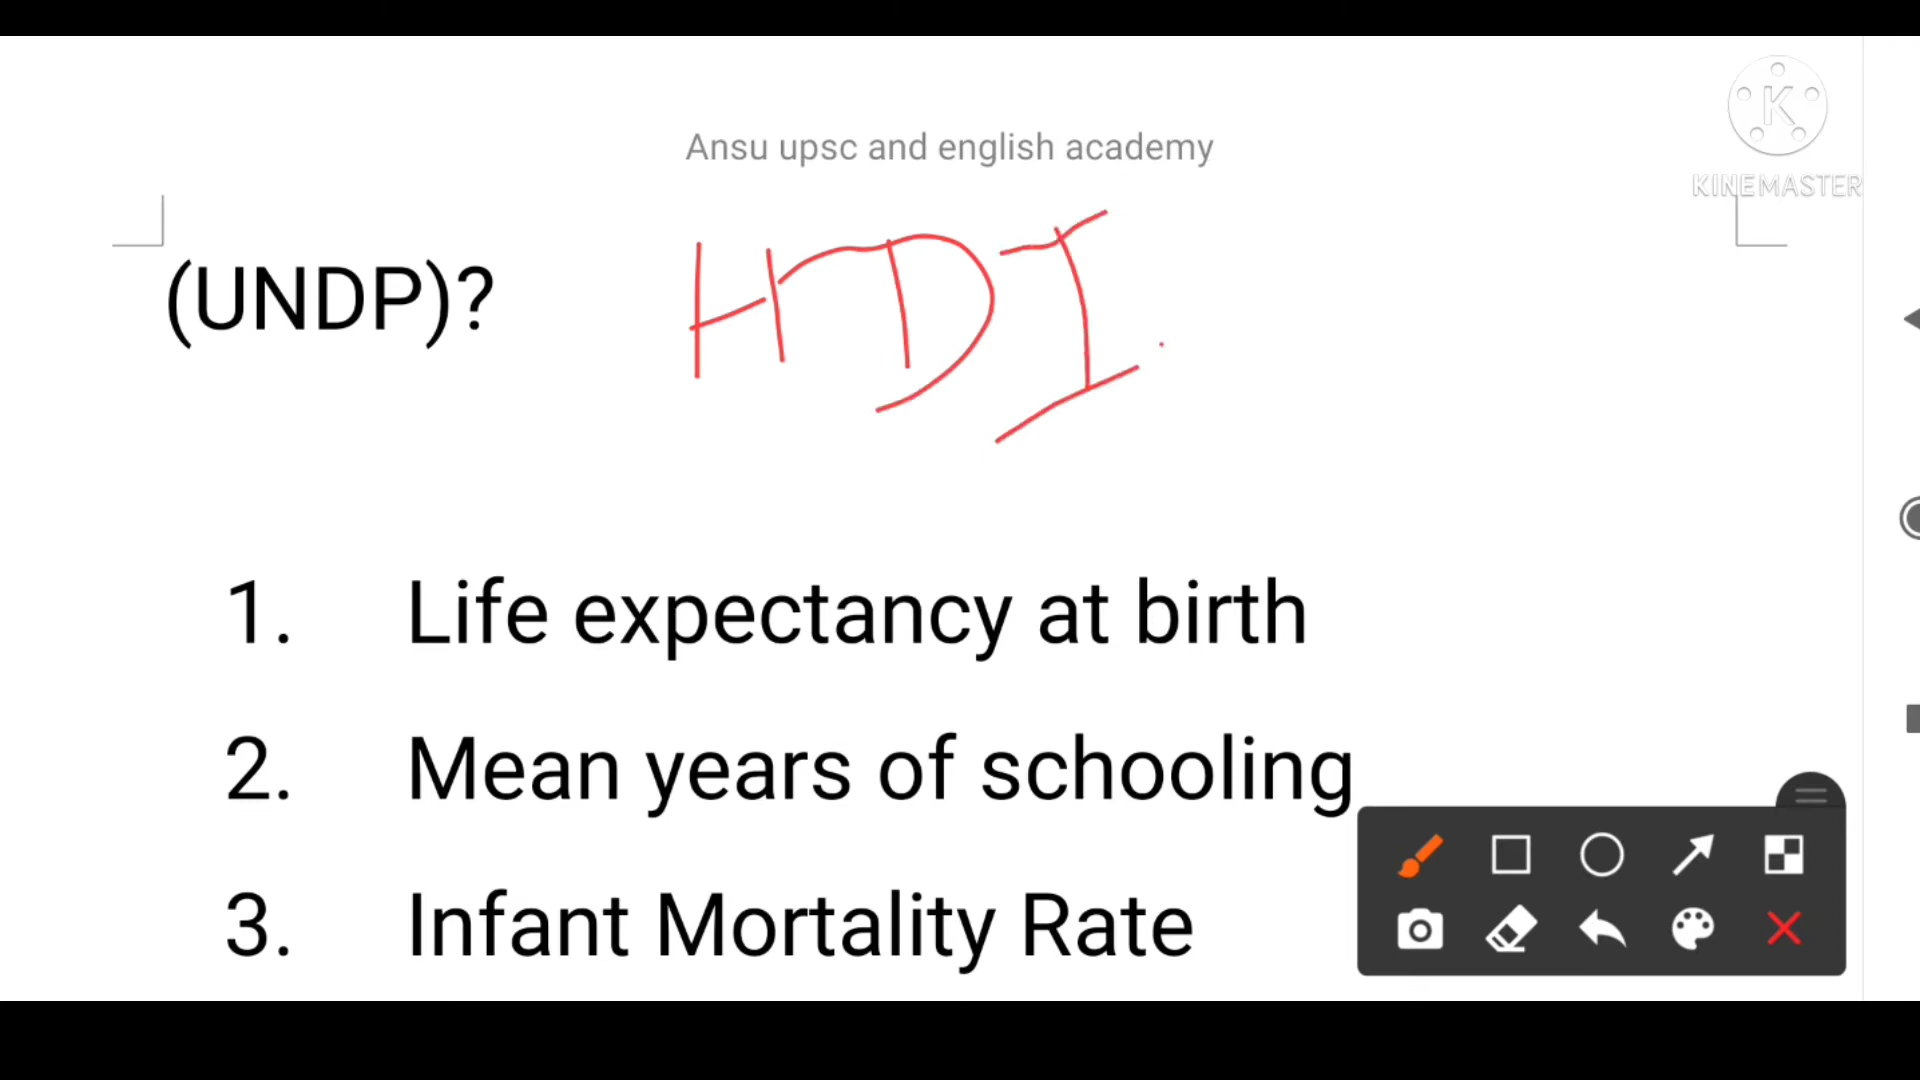 Ansu upsc and english academy
K
KINEMASTER
(UNDP)?
HDI
1. Life expectancy at birth
2. Mean years of schooling
3. Infant Mortality Rate